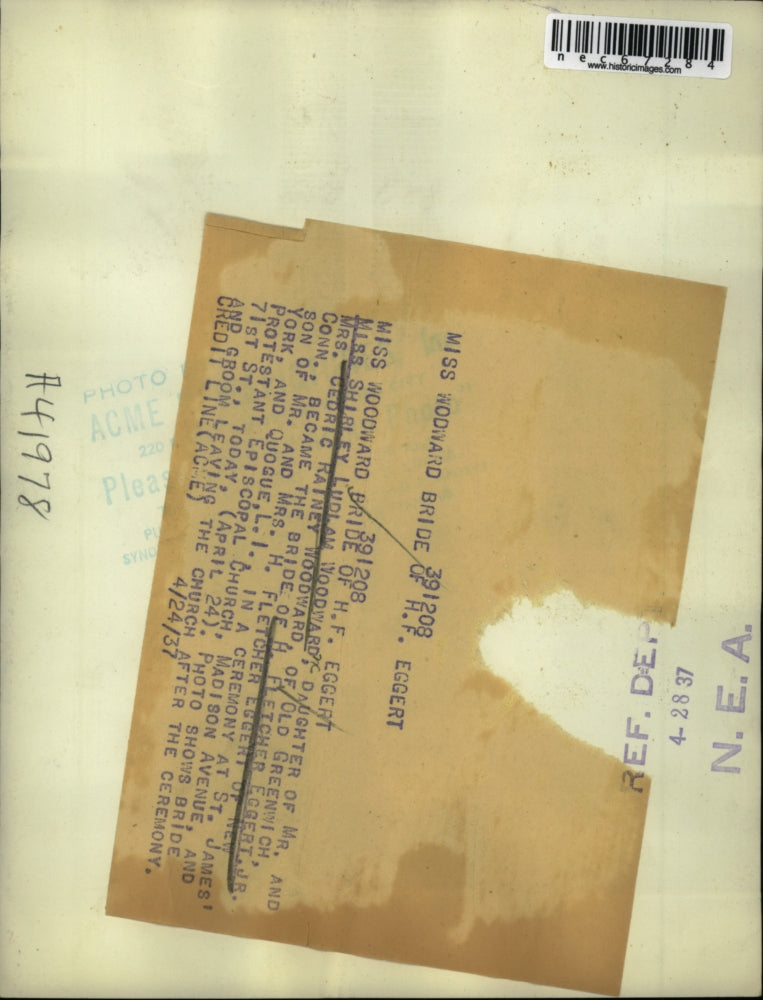 nec67284
www.historicimages.com
MISS WODWARD BRIDE OF H.F. EGGERT
391208
MISS WOODWARD BRIDE OF H.F. EGGERT
391208
MISS SHIRLEY LUDLAM WOODWARD, DAUGHTER OF MR. AND
MRS. CEDRIC RAINEY WOODWARD, OF OLD GREENWICH,
CONN., BECAME THE BRIDE OF H. FLETCHER EGGERT, JR.
SON OF MR. AND MRS. H. FLETCHER EGGERT OF NEW
YORK, AND QUOGUE, L.I., IN A CEREMONY AT ST. JAMES'
PROTESTANT EPISCOPAL CHURCH, MADISON AVENUE, AND
71ST ST., TODAY, (APRIL 24). PHOTO SHOWS BRIDE
AND GROOM LEAVING THE CHURCH AFTER THE CEREMONY.
CREDIT LINE(ACME) 4/24/37
REF. DEP
4-28 37
N. E. A.
PHOTO
ACME
220
Pleas
SYND
A41978